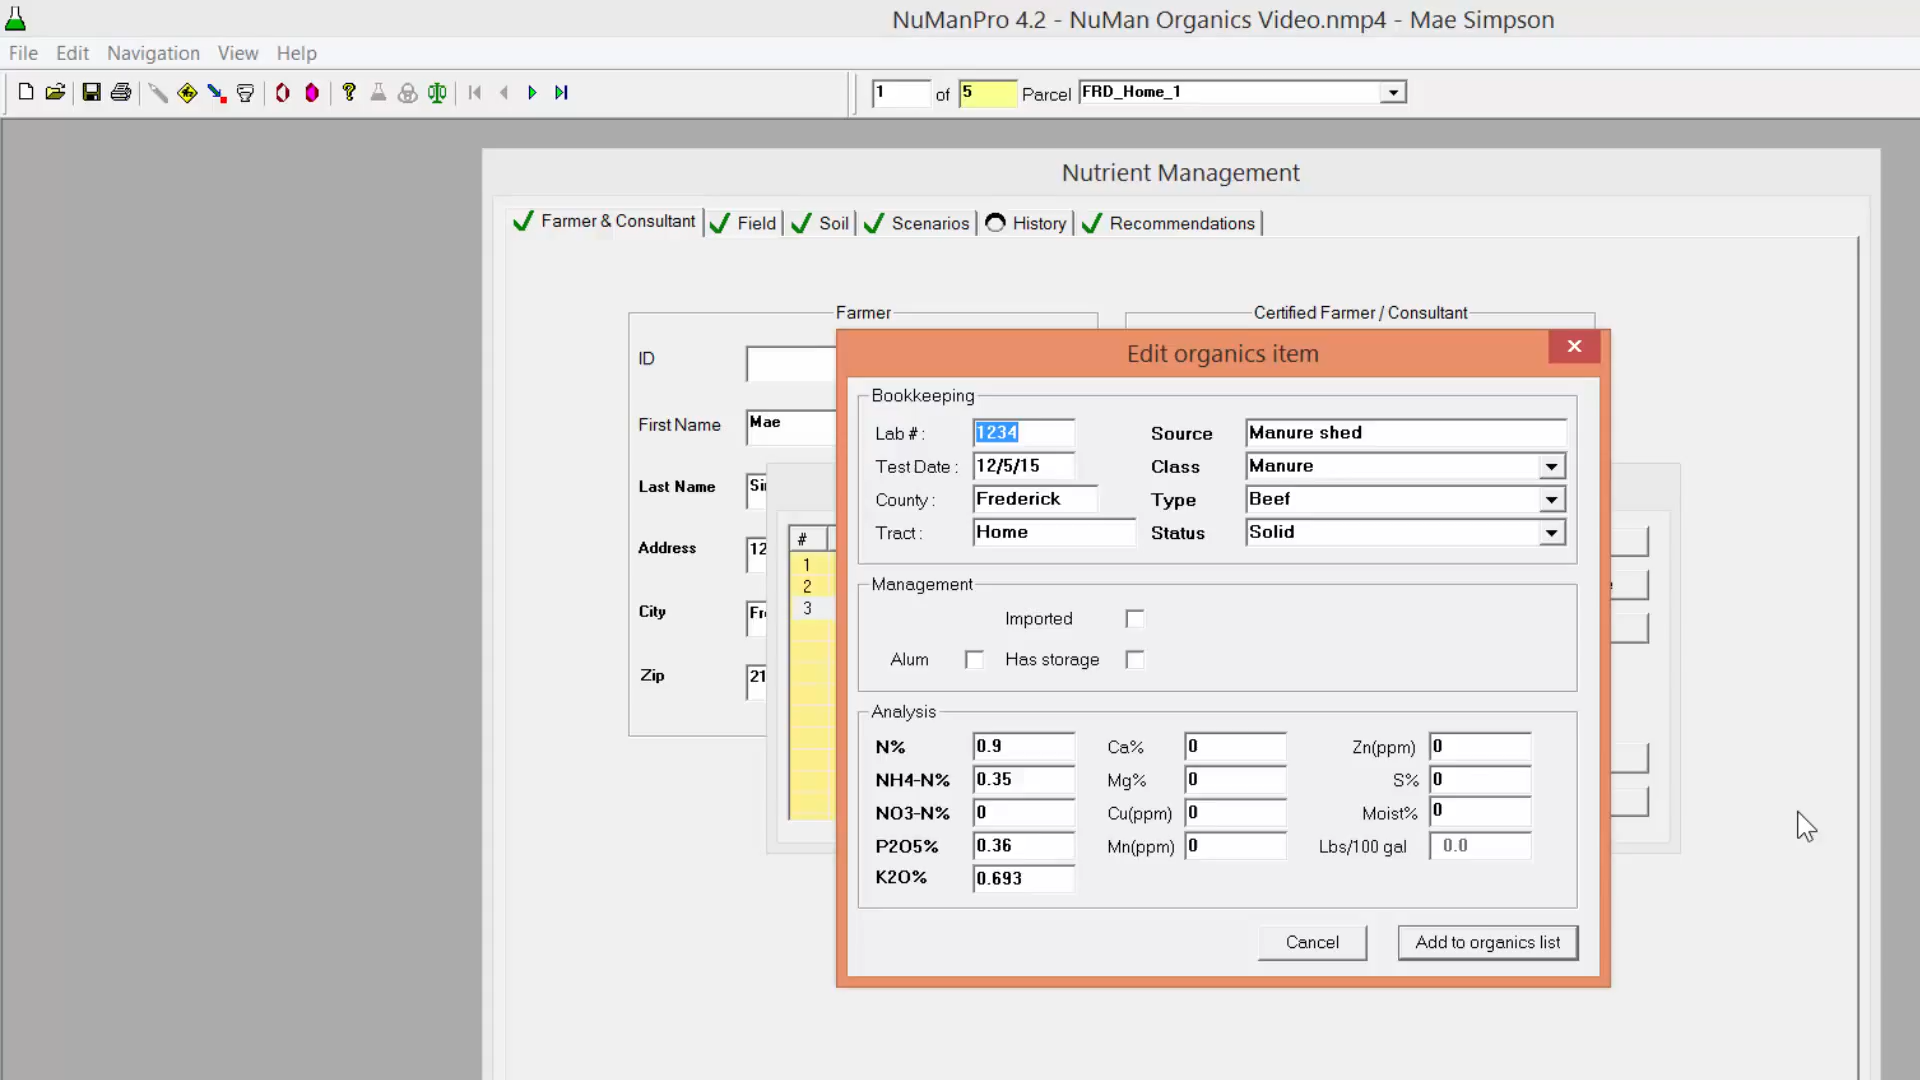 NuManPro 4.2 - NuMan Organics Video.nmp4 - Mae Simpson
File Edit Navigation View Help
1 of 5 Parcel FRD_Home_1
Nutrient Management
Farmer & Consultant Field Soil Scenarios History Recommendations
Farmer Certified Farmer / Consultant
Edit organics item
ID
First Name Mae
Last Name
Address 12
City
Zip 21
#
1
2
3
Bookkeeping
Lab # : 1234 Source Manure shed
Test Date : 12/5/15 Class Manure
County : Frederick Type Beef
Tract : Home Status Solid
Management
Imported
Alum Has storage
Analysis
N% 0.9 Ca% 0 Zn(ppm) 0
NH4-N% 0.35 Mg% 0 S% 0
NO3-N% 0 Cu(ppm) 0 Moist% 0
P2O5% 0.36 Mn(ppm) 0 Lbs/100 gal 0.0
K2O% 0.693
Cancel Add to organics list